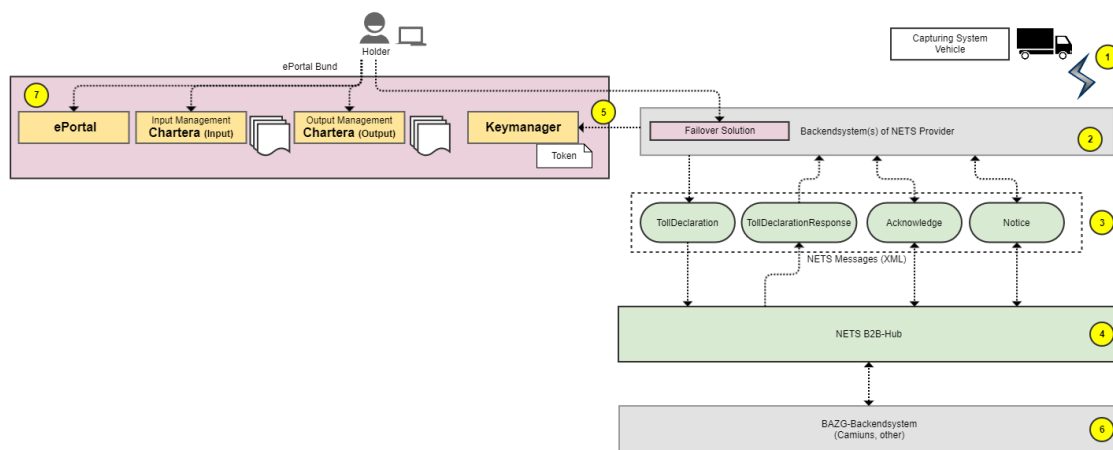 Holder
ePortal Bund
Capturing System
Vehicle
1
7
ePortal
Input Management
Chartera (Input)
Output Management
Chartera (Output)
Keymanager
Token
5
Failover Solution
Backendsystem(s) of NETS Provider
2
TollDeclaration
TollDeclarationResponse
Acknowledge
Notice
3
NETS Messages (XML)
NETS B2B-Hub
4
BAZG-Backendsystem
(Camiuns, other)
6